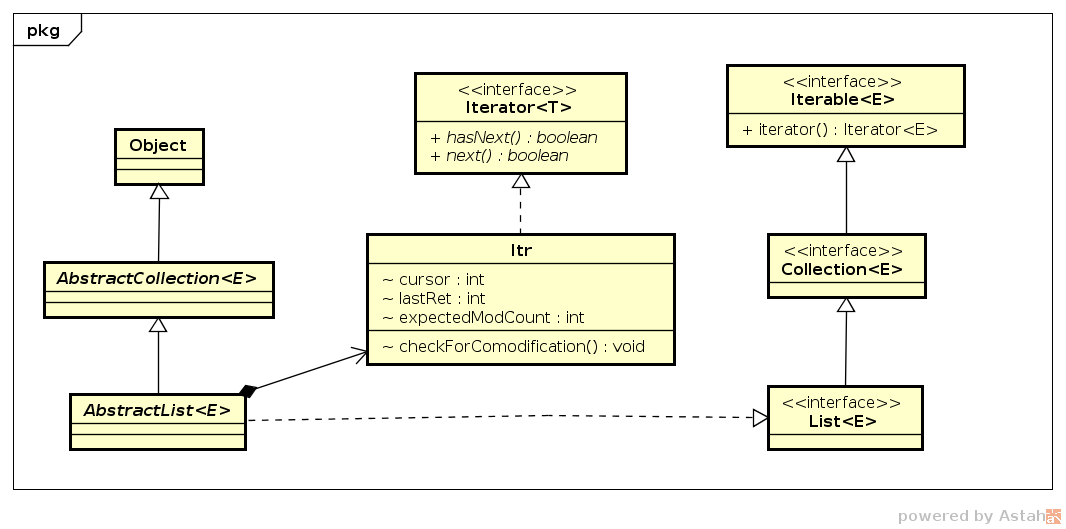 pkg
<<interface>>
Iterator<T>
+ hasNext() : boolean
+ next() : boolean
<<interface>>
Iterable<E>
+ iterator() : Iterator<E>
Object
AbstractCollection<E>
Itr
~ cursor : int
~ lastRet : int
~ expectedModCount : int
~ checkForComodification() : void
<<interface>>
Collection<E>
AbstractList<E>
<<interface>>
List<E>
powered by Astah